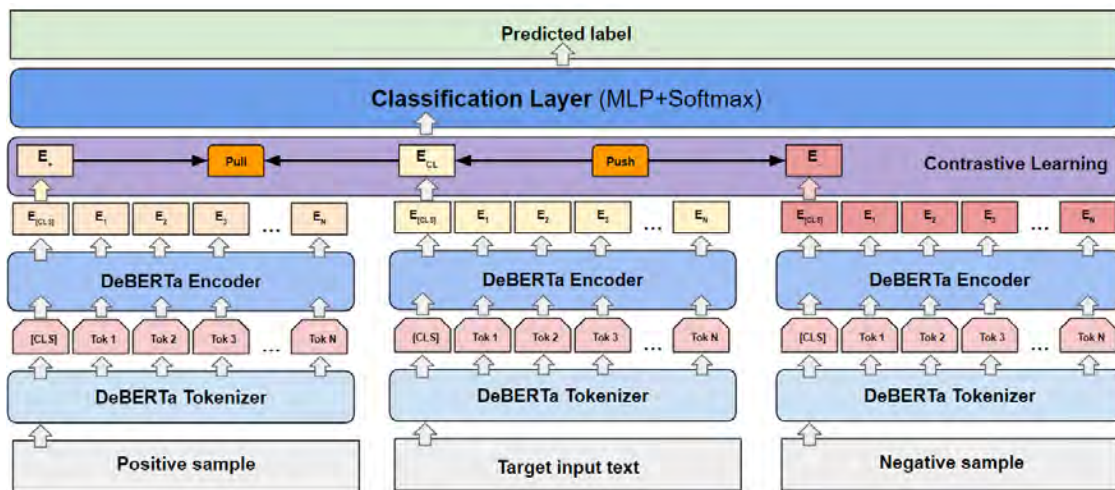 Predicted label
Classification Layer (MLP+Softmax)
E+ Pull E_CL Push E Contrastive Learning
E[CLS] E1 E2 E3 ... EN E[CLS] E1 E2 E3 ... EN E[CLS] E1 E2 E3 ... EN
DeBERTa Encoder DeBERTa Encoder DeBERTa Encoder
[CLS] Tok 1 Tok 2 Tok 3 ... Tok N [CLS] Tok 1 Tok 2 Tok 3 ... Tok N [CLS] Tok 1 Tok 2 Tok 3 ... Tok N
DeBERTa Tokenizer DeBERTa Tokenizer DeBERTa Tokenizer
Positive sample Target input text Negative sample